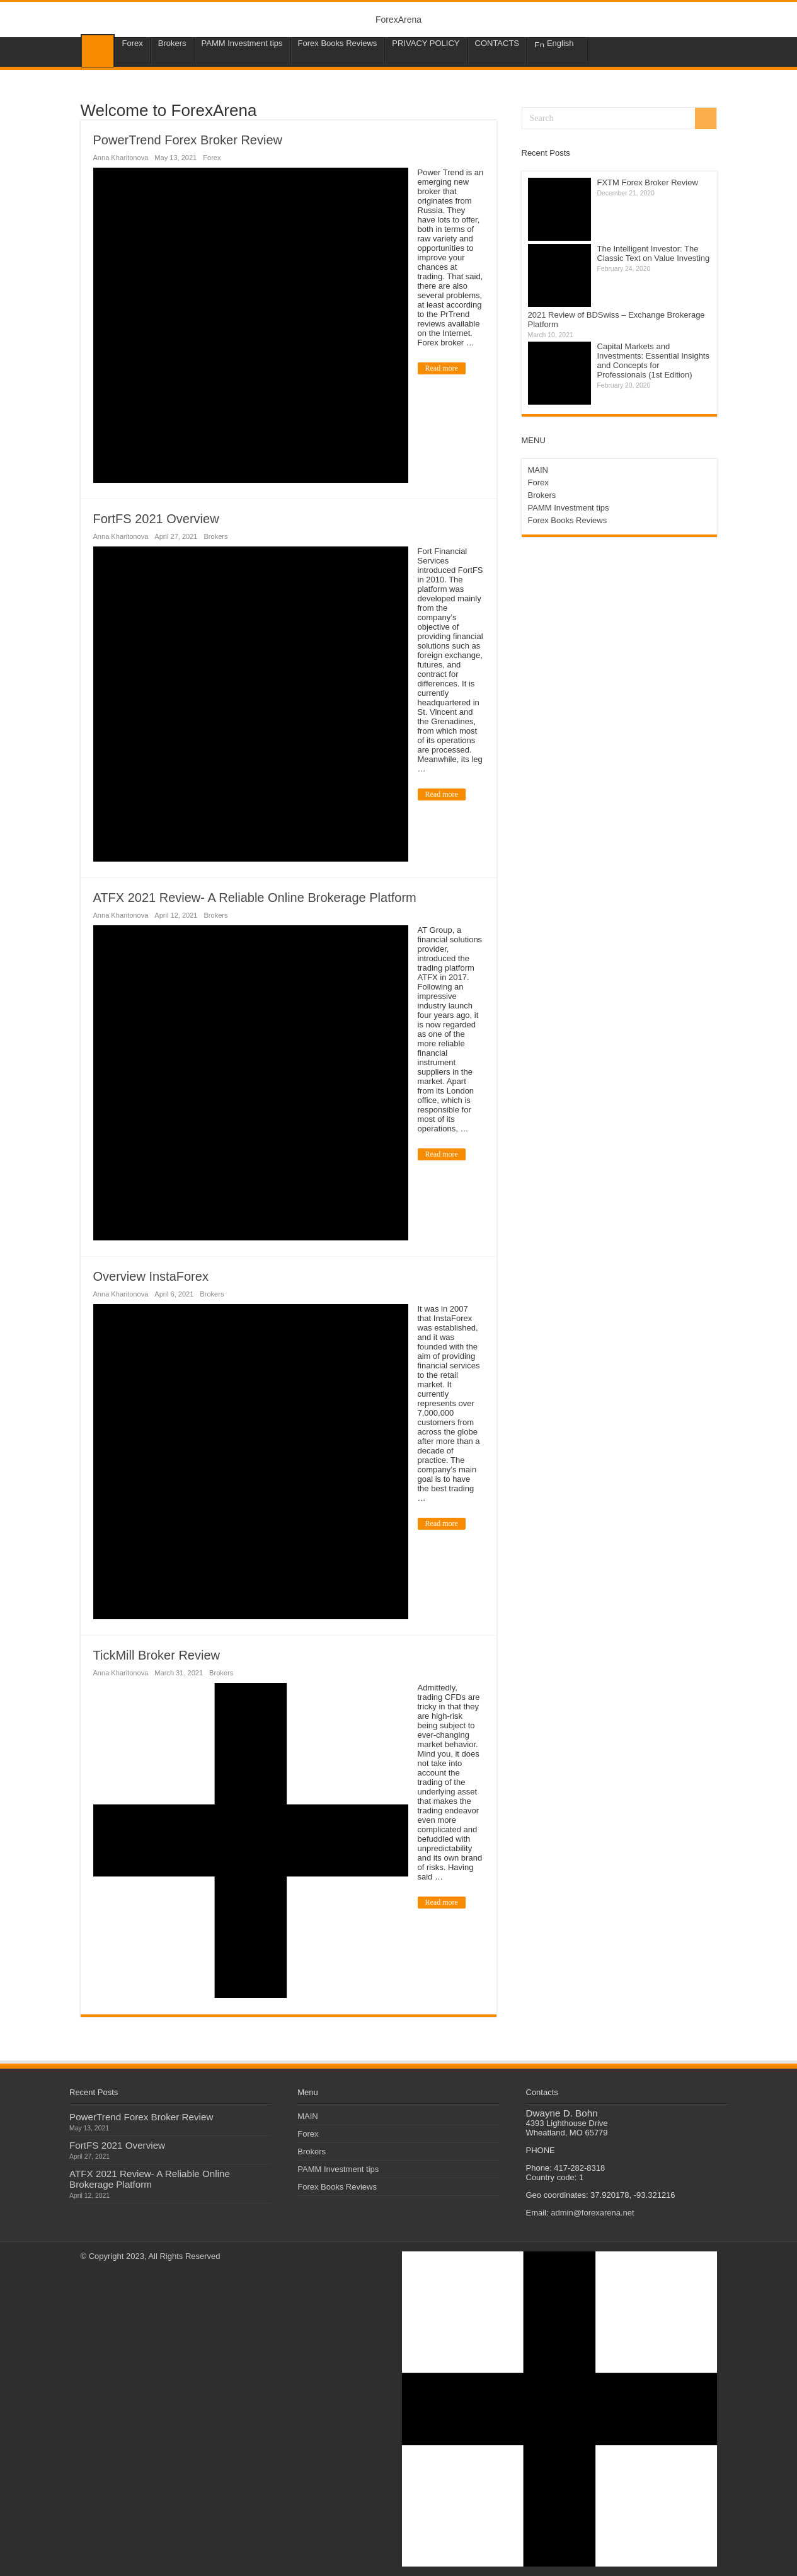 ForexArena
Forex
Brokers
PAMM Investment tips
Forex Books Reviews
PRIVACY POLICY
CONTACTS
En English
Welcome to ForexArena
PowerTrend Forex Broker Review
Anna Kharitonova May 13, 2021 Forex
Power Trend is an
emerging new
broker that
originates from
Russia. They
have lots to offer,
both in terms of
raw variety and
opportunities to
improve your
chances at
trading. That said,
there are also
several problems,
at least according
to the PrTrend
reviews available
on the Internet.
Forex broker …
Read more
FortFS 2021 Overview
Anna Kharitonova April 27, 2021 Brokers
Fort Financial
Services
introduced FortFS
in 2010. The
platform was
developed mainly
from the
company's
objective of
providing financial
solutions such as
foreign exchange,
futures, and
contract for
differences. It is
currently
headquartered in
St. Vincent and
the Grenadines,
from which most
of its operations
are processed.
Meanwhile, its leg
…
Read more
ATFX 2021 Review- A Reliable Online Brokerage Platform
Anna Kharitonova April 12, 2021 Brokers
AT Group, a
financial solutions
provider,
introduced the
trading platform
ATFX in 2017.
Following an
impressive
industry launch
four years ago, it
is now regarded
as one of the
more reliable
financial
instrument
suppliers in the
market. Apart
from its London
office, which is
responsible for
most of its
operations, …
Read more
Overview InstaForex
Anna Kharitonova April 6, 2021 Brokers
It was in 2007
that InstaForex
was established,
and it was
founded with the
aim of providing
financial services
to the retail
market. It
currently
represents over
7,000,000
customers from
across the globe
after more than a
decade of
practice. The
company's main
goal is to have
the best trading
…
Read more
TickMill Broker Review
Anna Kharitonova March 31, 2021 Brokers
Admittedly,
trading CFDs are
tricky in that they
are high-risk
being subject to
ever-changing
market behavior.
Mind you, it does
not take into
account the
trading of the
underlying asset
that makes the
trading endeavor
even more
complicated and
befuddled with
unpredictability
and its own brand
of risks. Having
said …
Read more
Search
Recent Posts
FXTM Forex Broker Review
December 21, 2020
The Intelligent Investor: The
Classic Text on Value Investing
February 24, 2020
2021 Review of BDSwiss – Exchange Brokerage
Platform
March 10, 2021
Capital Markets and
Investments: Essential Insights
and Concepts for
Professionals (1st Edition)
February 20, 2020
MENU
MAIN
Forex
Brokers
PAMM Investment tips
Forex Books Reviews
Recent Posts
PowerTrend Forex Broker Review
May 13, 2021
FortFS 2021 Overview
April 27, 2021
ATFX 2021 Review- A Reliable Online
Brokerage Platform
April 12, 2021
Menu
MAIN
Forex
Brokers
PAMM Investment tips
Forex Books Reviews
Contacts
Dwayne D. Bohn
4393 Lighthouse Drive
Wheatland, MO 65779
PHONE
Phone: 417-282-8318
Country code: 1
Geo coordinates: 37.920178, -93.321216
Email: admin@forexarena.net
© Copyright 2023, All Rights Reserved